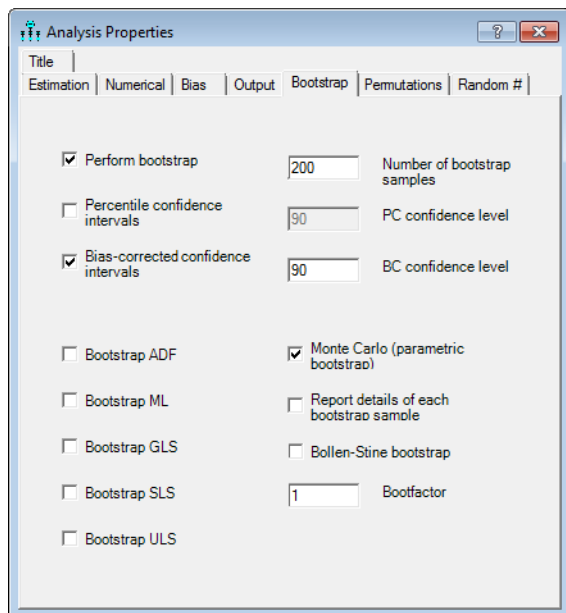 Analysis Properties
?
Title
Estimation Numerical Bias Output Bootstrap Permutations Random #
Perform bootstrap
200
Number of bootstrap
samples
Percentile confidence
intervals
90
PC confidence level
Bias-corrected confidence
intervals
90
BC confidence level
Bootstrap ADF
Monte Carlo (parametric
bootstrap)
Bootstrap ML
Report details of each
bootstrap sample
Bootstrap GLS
Bollen-Stine bootstrap
Bootstrap SLS
1
Bootfactor
Bootstrap ULS